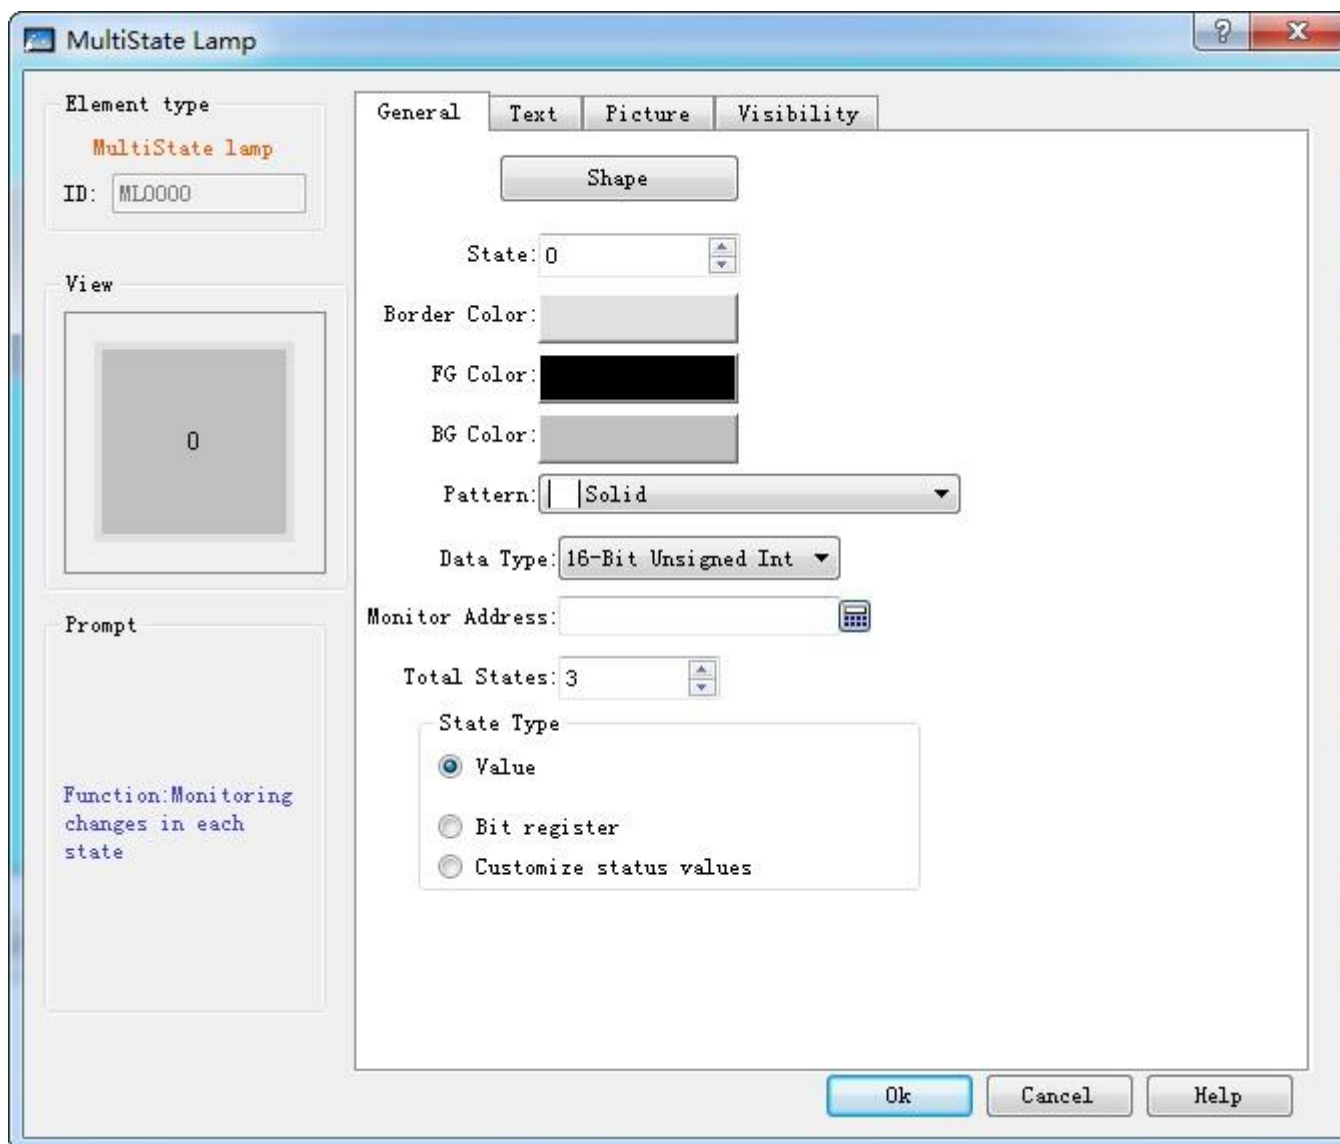 MultiState Lamp
Element type
MultiState lamp
ID: ML0000
View
0
Prompt
Function:Monitoring
changes in each
state
General Text Picture Visibility
Shape
State: 0
Border Color:
FG Color:
BG Color:
Pattern: Solid
Data Type: 16-Bit Unsigned Int
Monitor Address:
Total States: 3
State Type
Value
Bit register
Customize status values
Ok Cancel Help